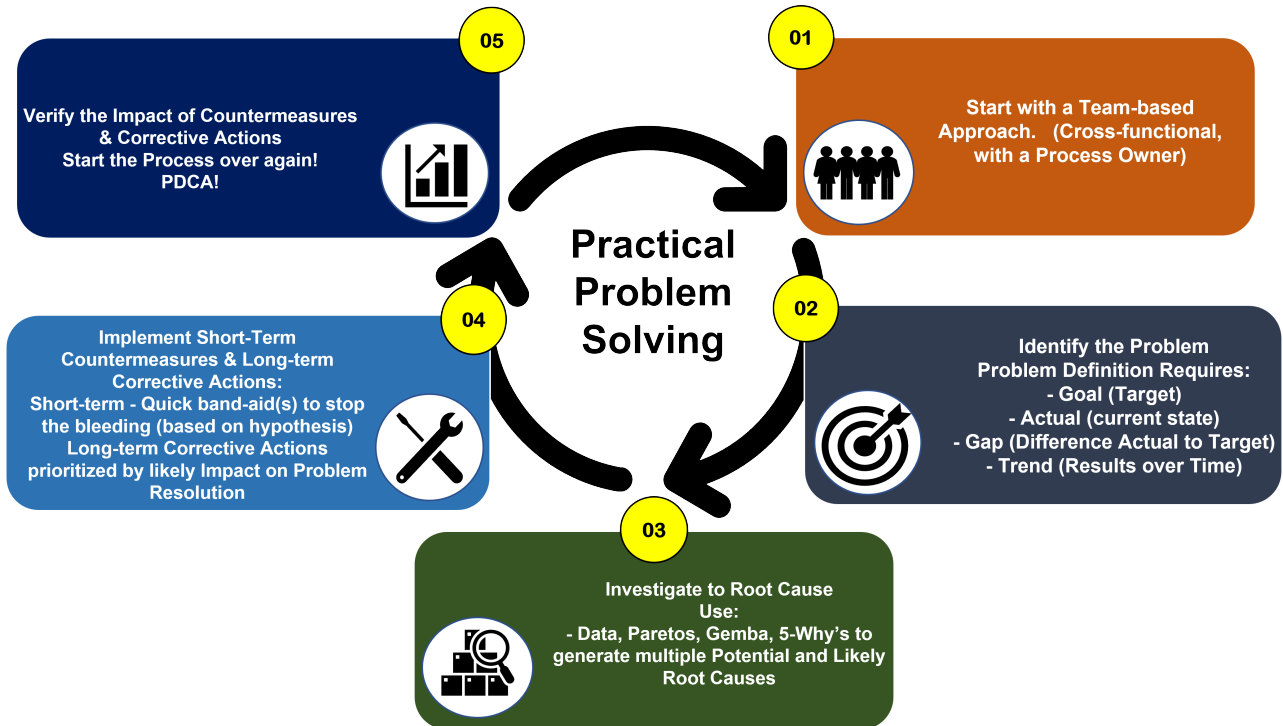 Practical
Problem
Solving
01
Start with a Team-based
Approach.   (Cross-functional,
with a Process Owner)
02
Identify the Problem
Problem Definition Requires:
- Goal (Target)
- Actual (current state)
- Gap (Difference Actual to Target)
- Trend (Results over Time)
03
Investigate to Root Cause
Use:
- Data, Paretos, Gemba, 5-Why’s to
generate multiple Potential and Likely
Root Causes
04
Implement Short-Term
Countermeasures & Long-term
Corrective Actions:
Short-term - Quick band-aid(s) to stop
the bleeding (based on hypothesis)
Long-term Corrective Actions
prioritized by likely Impact on Problem
Resolution
05
Verify the Impact of Countermeasures
& Corrective Actions
Start the Process over again!
PDCA!